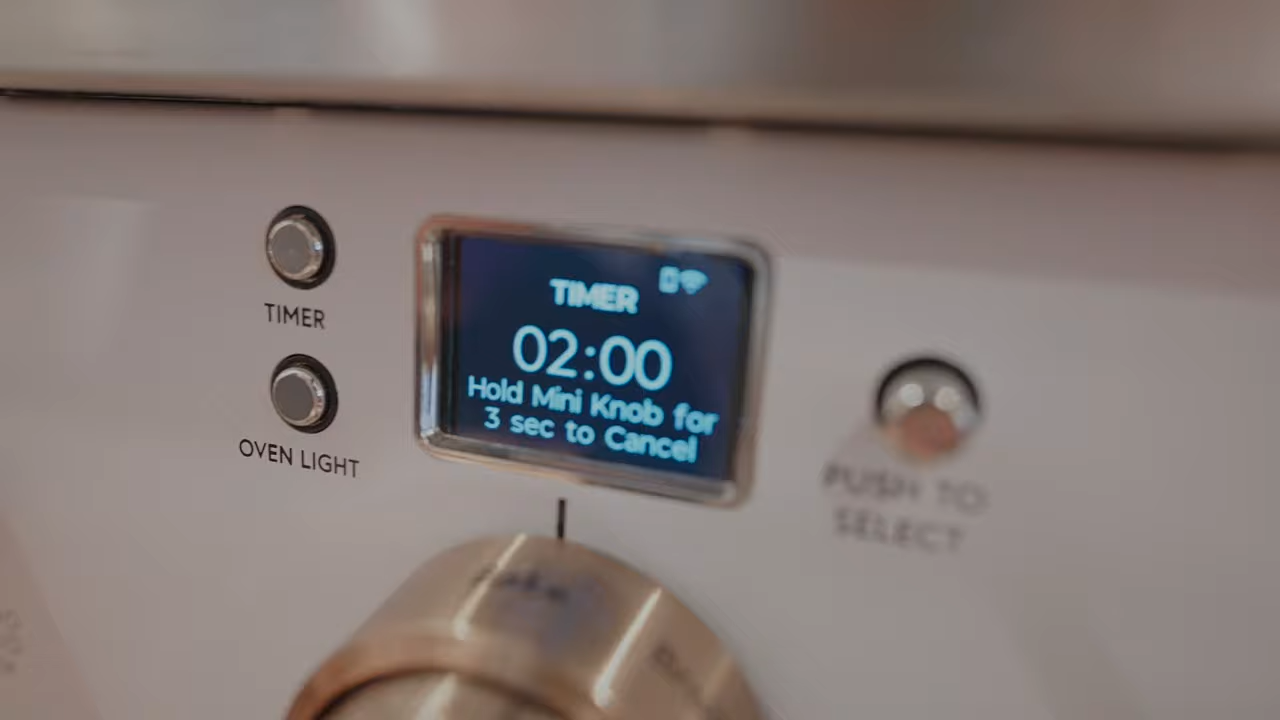 TIMER
OVEN LIGHT
TIMER
02:00
Hold Mini Knob for
3 sec to Cancel
PUSH TO
SELECT